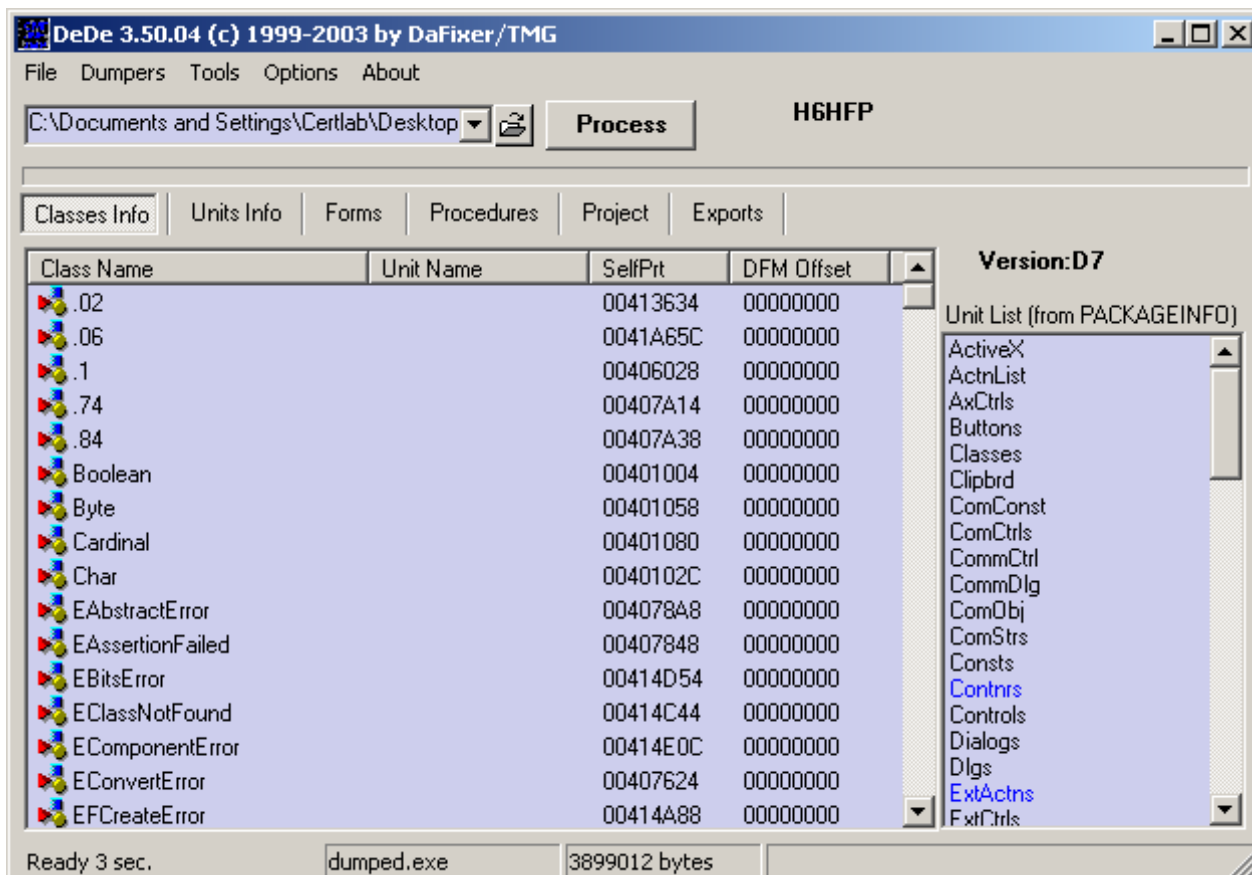 DeDe 3.50.04 (c) 1999-2003 by DaFixer/TMG
File Dumpers Tools Options About
C:\Documents and Settings\Certlab\Desktop Process H6HFP
Classes Info Units Info Forms Procedures Project Exports
Class Name Unit Name SelfPrt DFM Offset
.02 00413634 00000000
.06 0041A65C 00000000
.1 00406028 00000000
.74 00407A14 00000000
.84 00407A38 00000000
Boolean 00401004 00000000
Byte 00401058 00000000
Cardinal 00401080 00000000
Char 0040102C 00000000
EAbstractError 004078A8 00000000
EAssertionFailed 00407848 00000000
EBitsError 00414D54 00000000
EClassNotFound 00414C44 00000000
EComponentError 00414E0C 00000000
EConvertError 00407624 00000000
EFCreateError 00414A88 00000000
Version:D7
Unit List (from PACKAGEINFO)
ActiveX
ActnList
AxCtrls
Buttons
Classes
Clipbrd
ComConst
ComCtrls
CommCtrl
CommDlg
ComObj
ComStrs
Consts
Contnrs
Controls
Dialogs
Dlgs
ExtActns
ExtCtrls
Ready 3 sec. dumped.exe 3899012 bytes